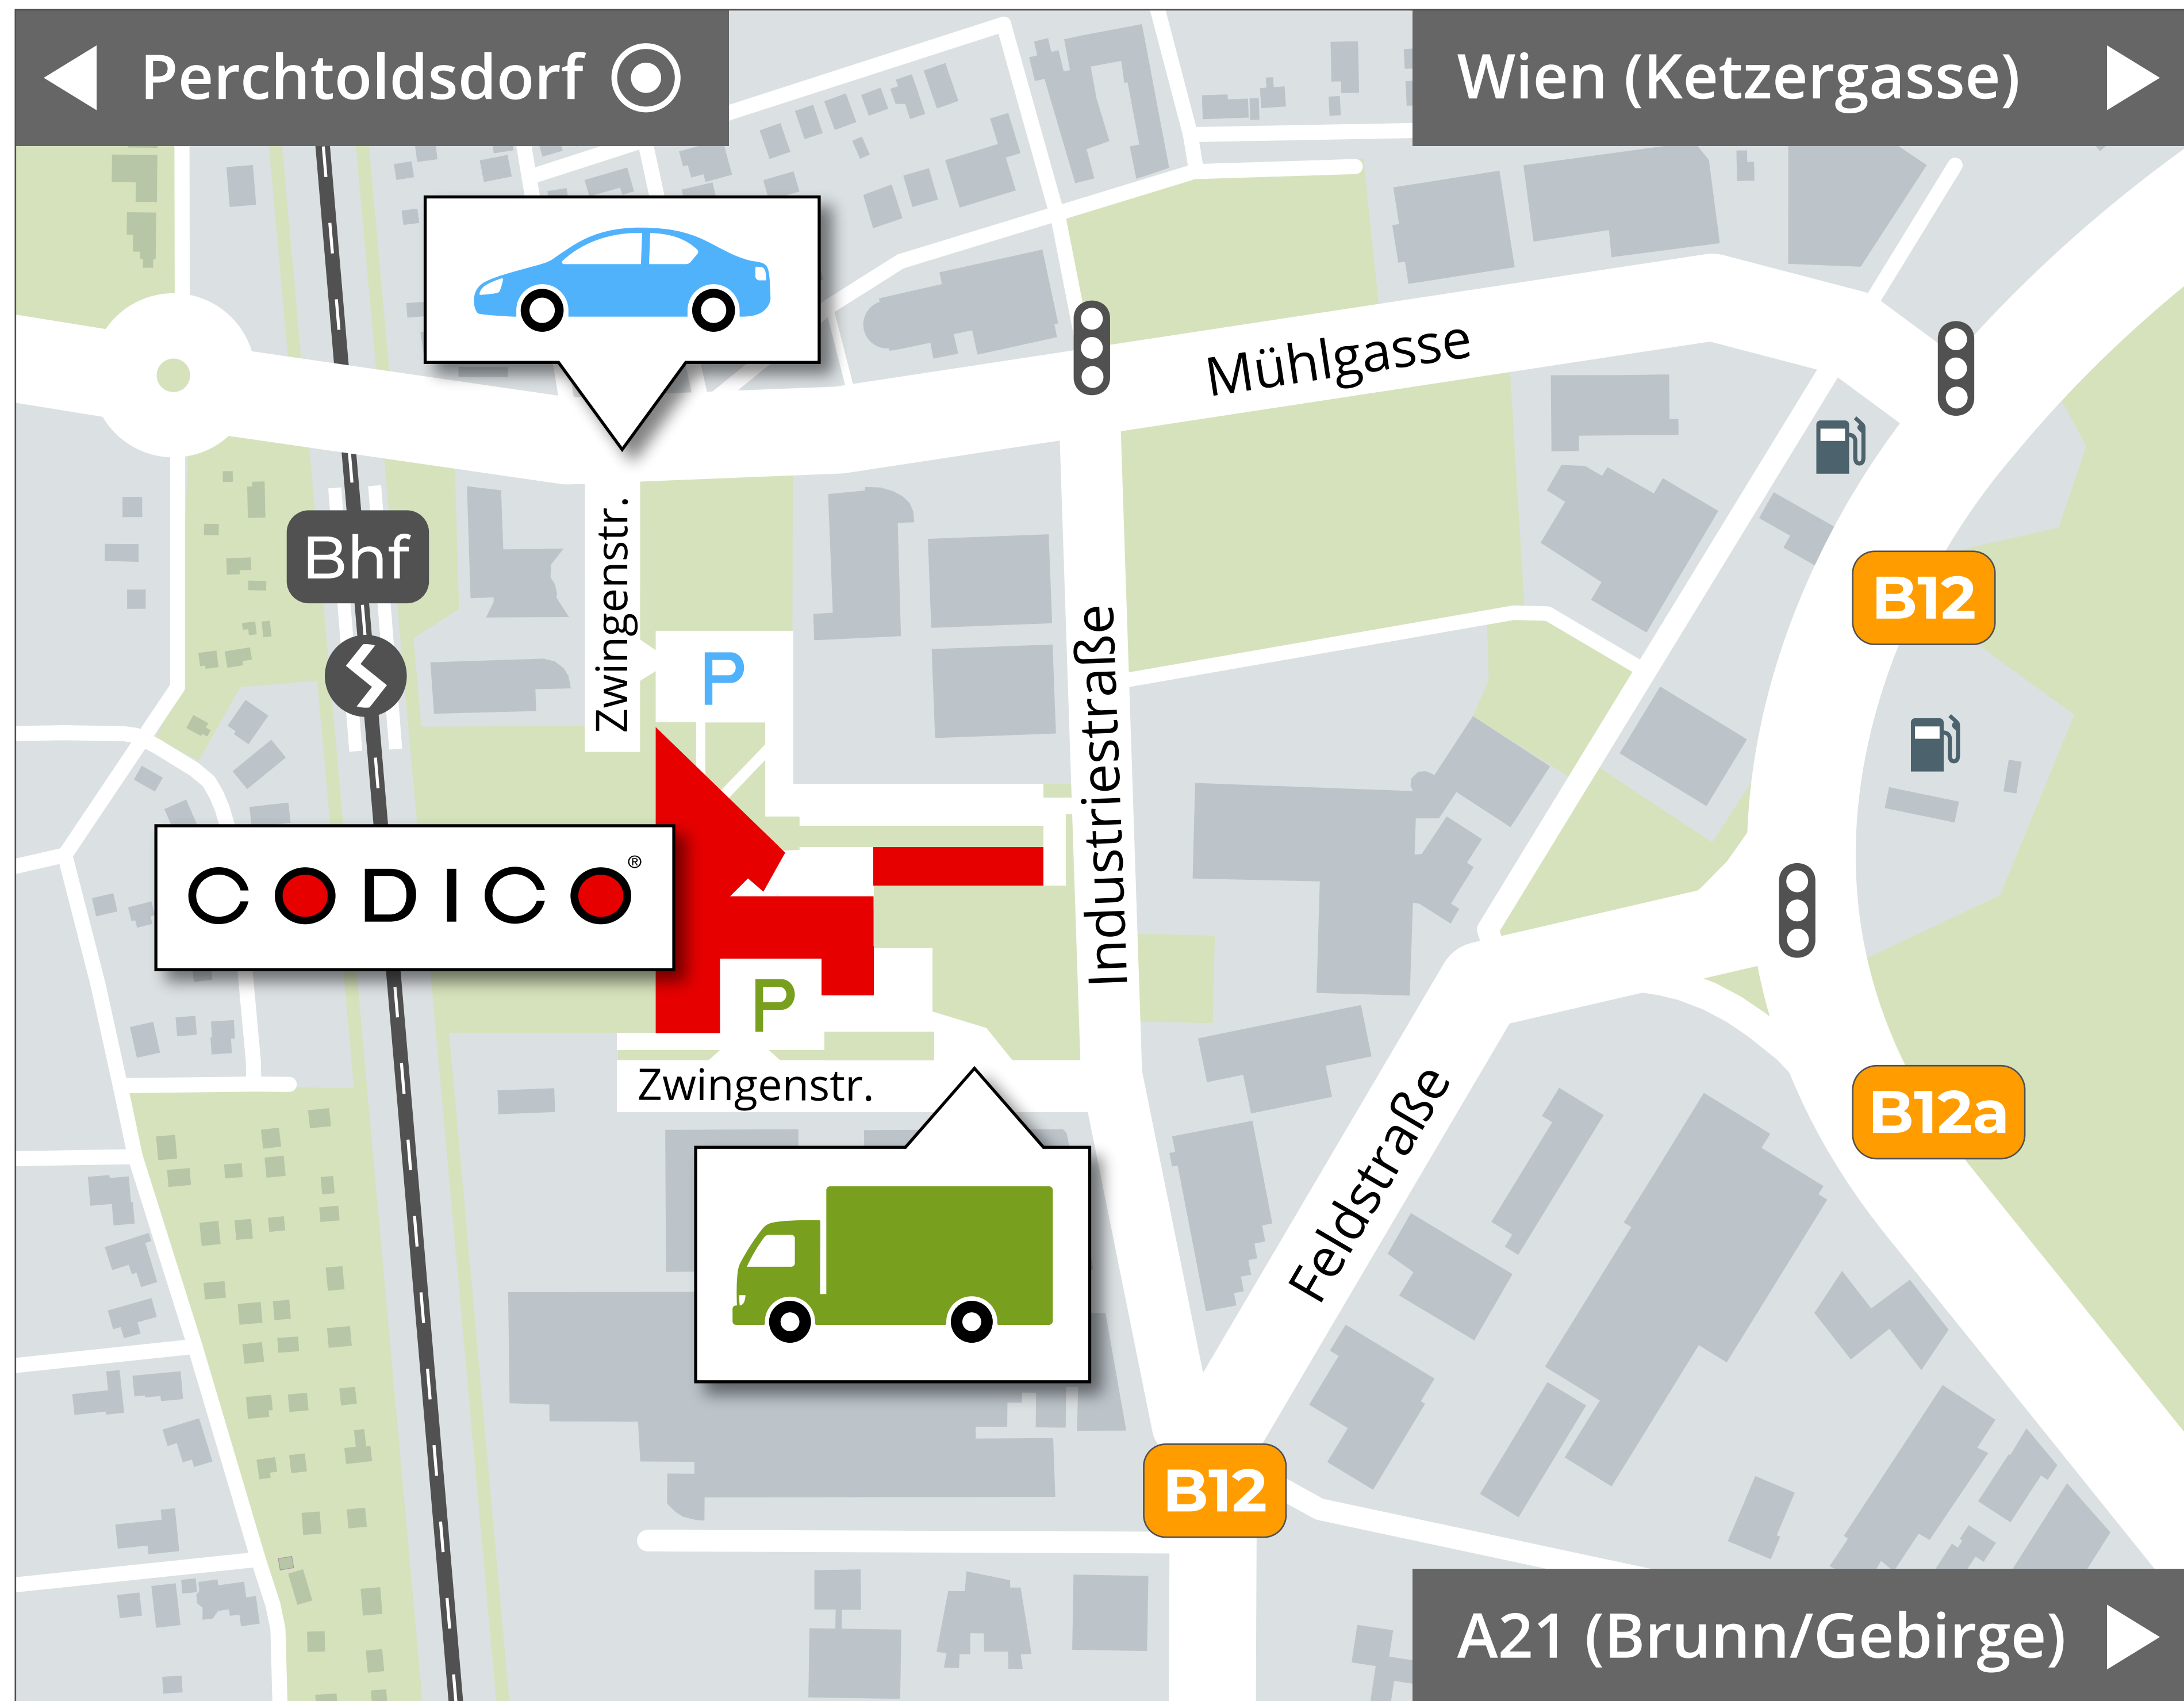 Perchtoldsdorf
Wien (Ketzergasse)
Mühlgasse
Bhf
Zwingenstr.
B12
P
Industriestraße
CODICO®
P
Zwingenstr.
B12a
Feldstraße
B12
A21 (Brunn/Gebirge)